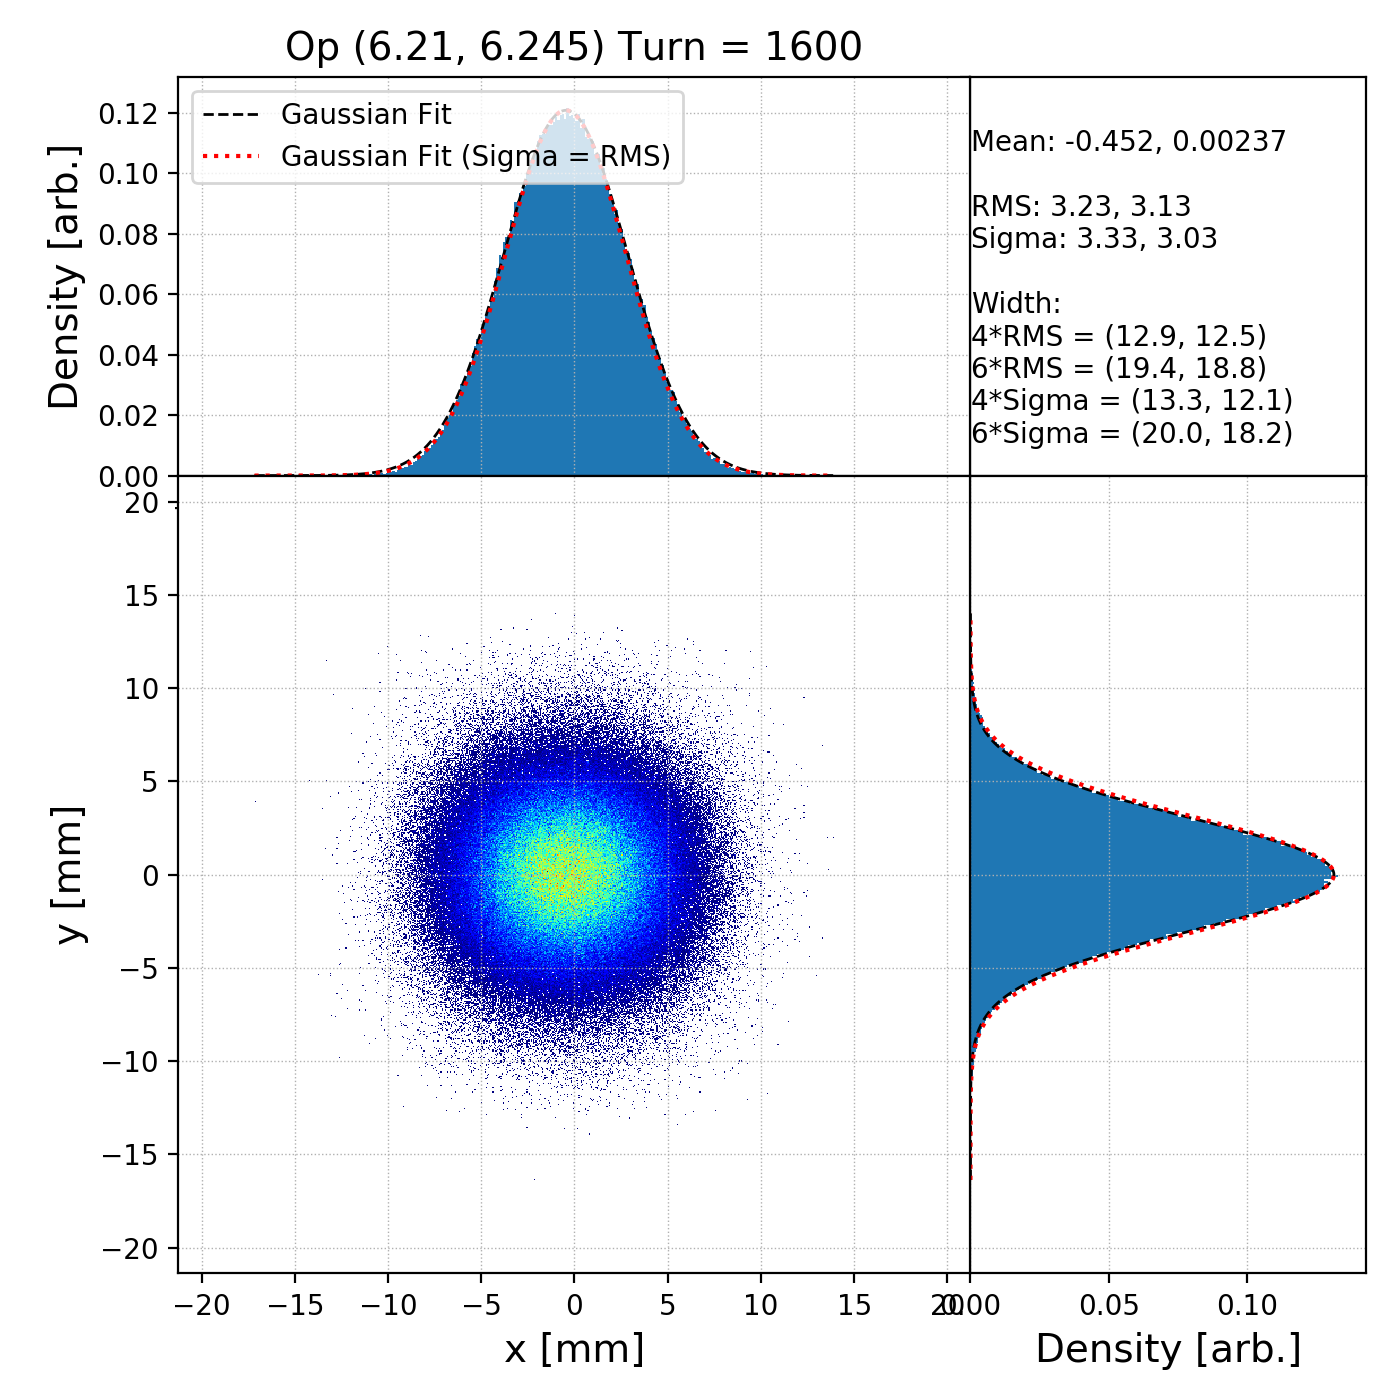 Op (6.21, 6.245) Turn = 1600
Gaussian Fit
Gaussian Fit (Sigma = RMS)
Density [arb.]
0.12
0.10
0.08
0.06
0.04
0.02
0.00
Mean: -0.452, 0.00237
RMS: 3.23, 3.13
Sigma: 3.33, 3.03
Width:
4*RMS = (12.9, 12.5)
6*RMS = (19.4, 18.8)
4*Sigma = (13.3, 12.1)
6*Sigma = (20.0, 18.2)
y [mm]
20
15
10
5
0
−5
−10
−15
−20
−20 −15 −10 −5 0 5 10 15 20
x [mm]
0.00 0.05 0.10
Density [arb.]